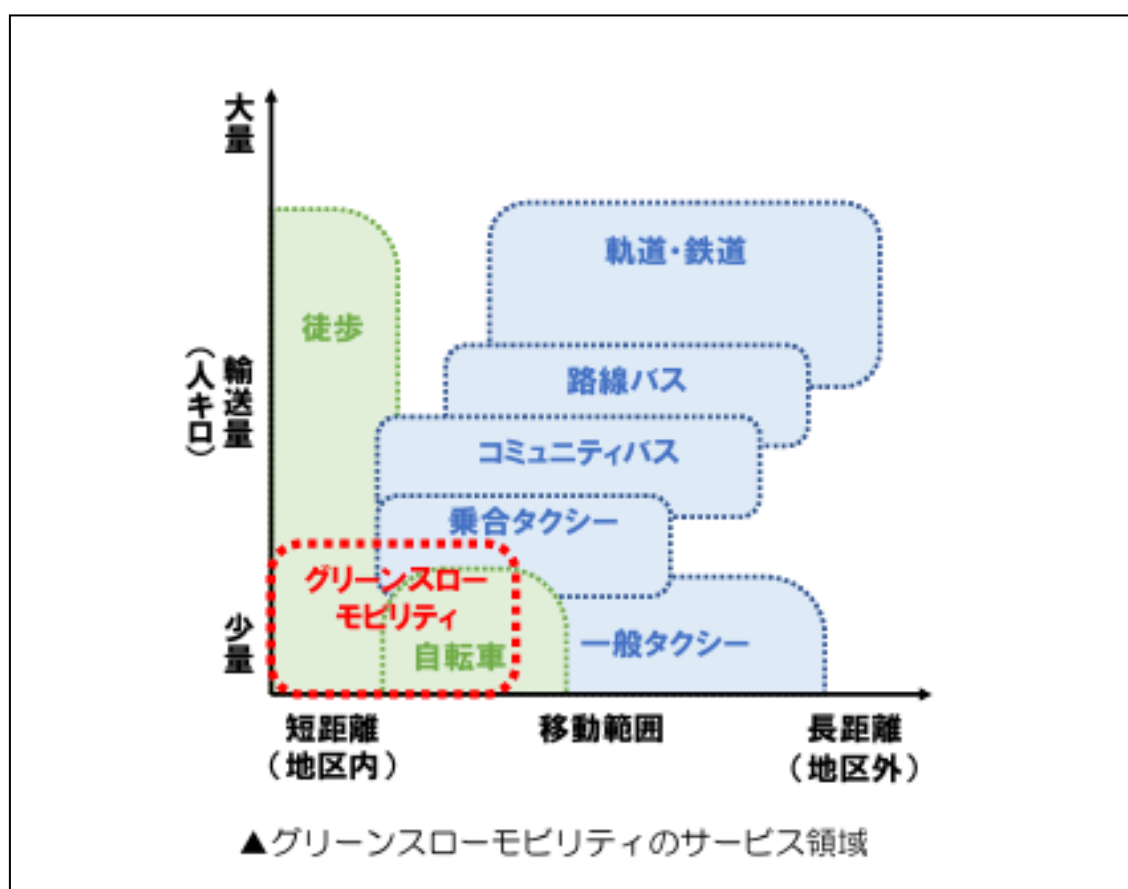 大量
輸送量
（人キロ）
少量
軌道・鉄道
徒歩
路線バス
コミュニティバス
乗合タクシー
グリーンスロー
モビリティ
自転車
一般タクシー
短距離
（地区内）
移動範囲
長距離
（地区外）
▲グリーンスローモビリティのサービス領域